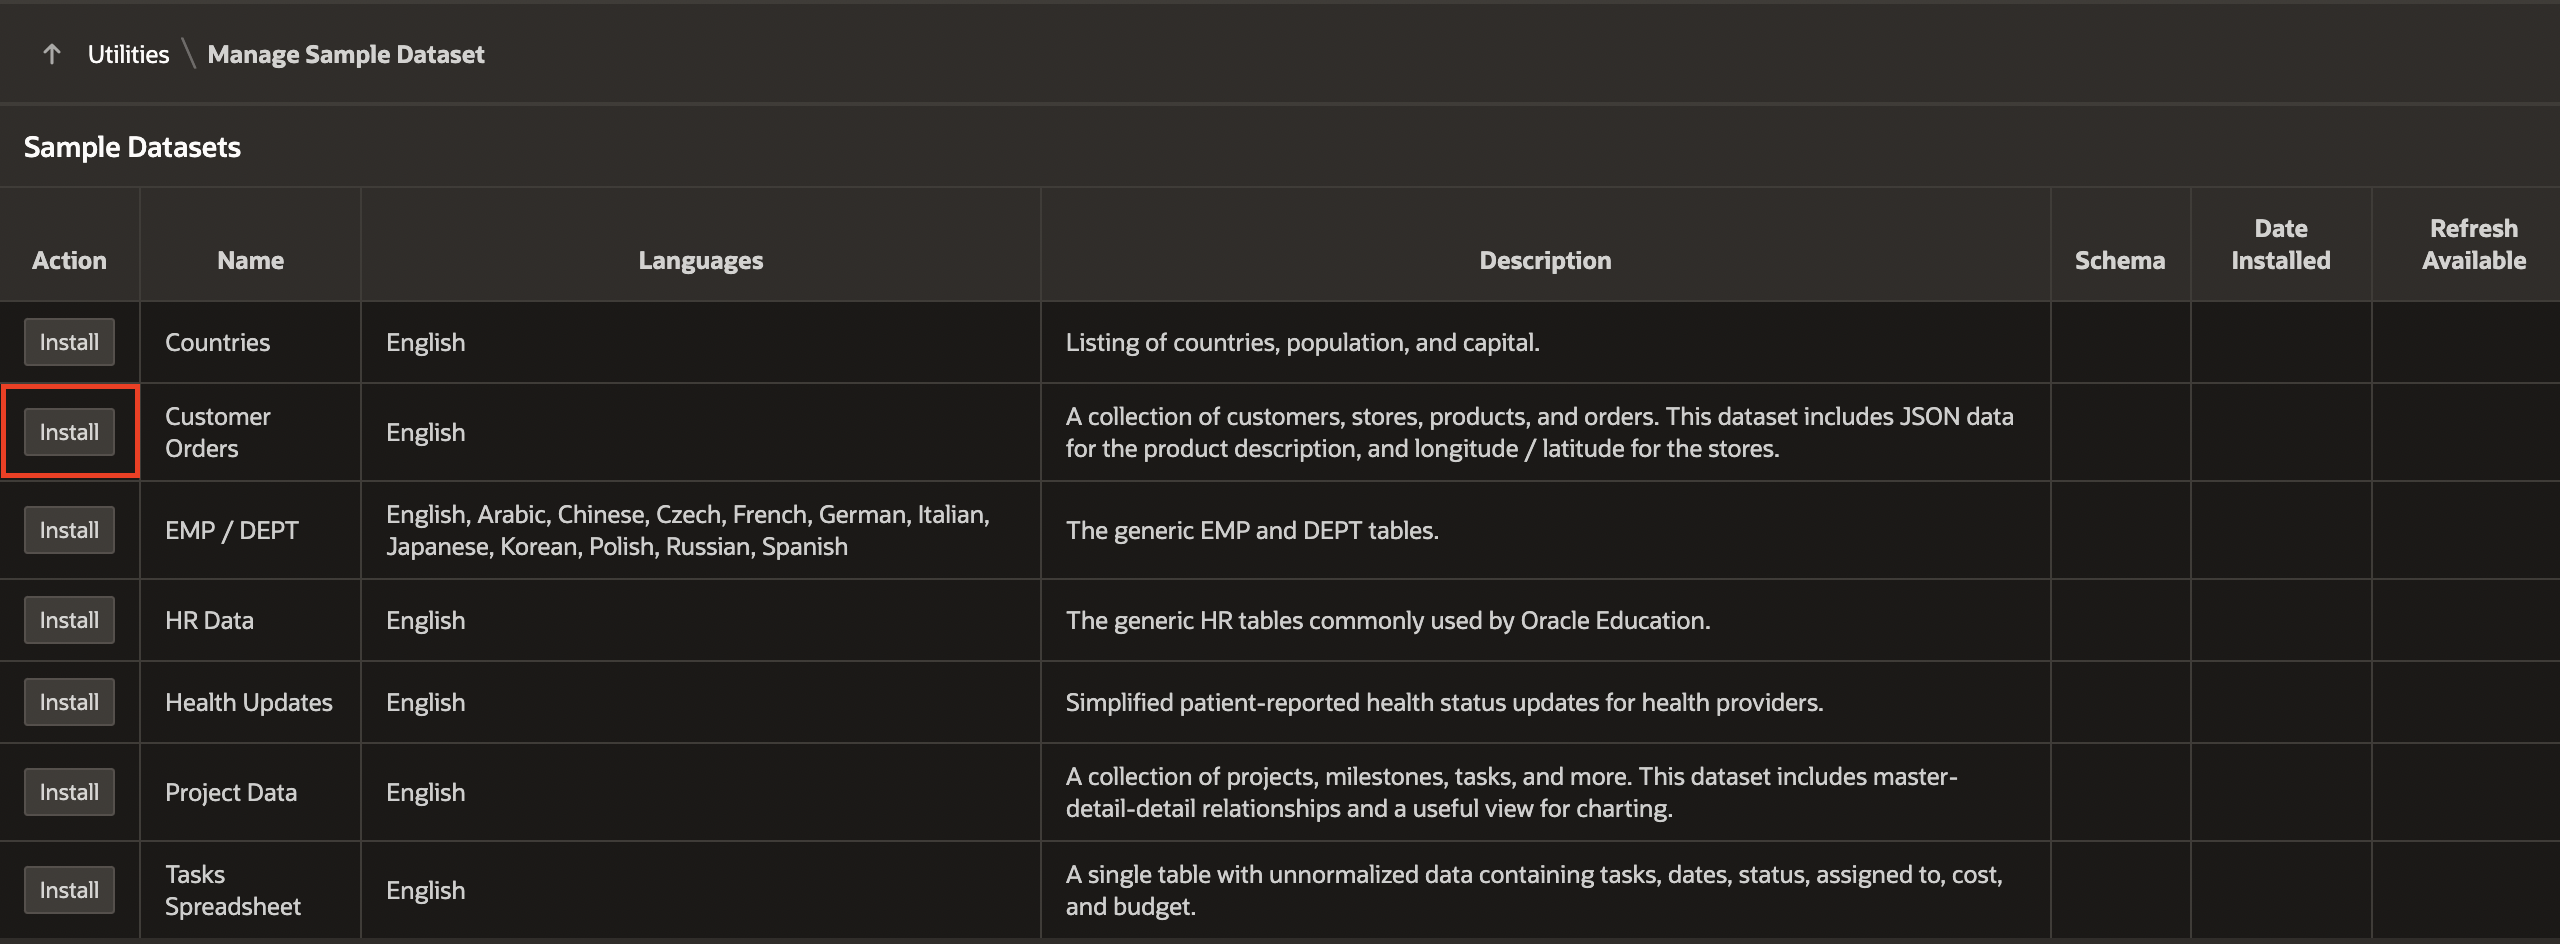 Utilities \ Manage Sample Dataset
Sample Datasets
Action Name Languages Description Schema Date Installed Refresh Available
Install Countries English Listing of countries, population, and capital.
Install Customer Orders English A collection of customers, stores, products, and orders. This dataset includes JSON data
for the product description, and longitude / latitude for the stores.
Install EMP / DEPT English, Arabic, Chinese, Czech, French, German, Italian,
Japanese, Korean, Polish, Russian, Spanish
The generic EMP and DEPT tables.
Install HR Data English The generic HR tables commonly used by Oracle Education.
Install Health Updates English Simplified patient-reported health status updates for health providers.
Install Project Data English A collection of projects, milestones, tasks, and more. This dataset includes master-
detail-detail relationships and a useful view for charting.
Install Tasks Spreadsheet English A single table with unnormalized data containing tasks, dates, status, assigned to, cost,
and budget.